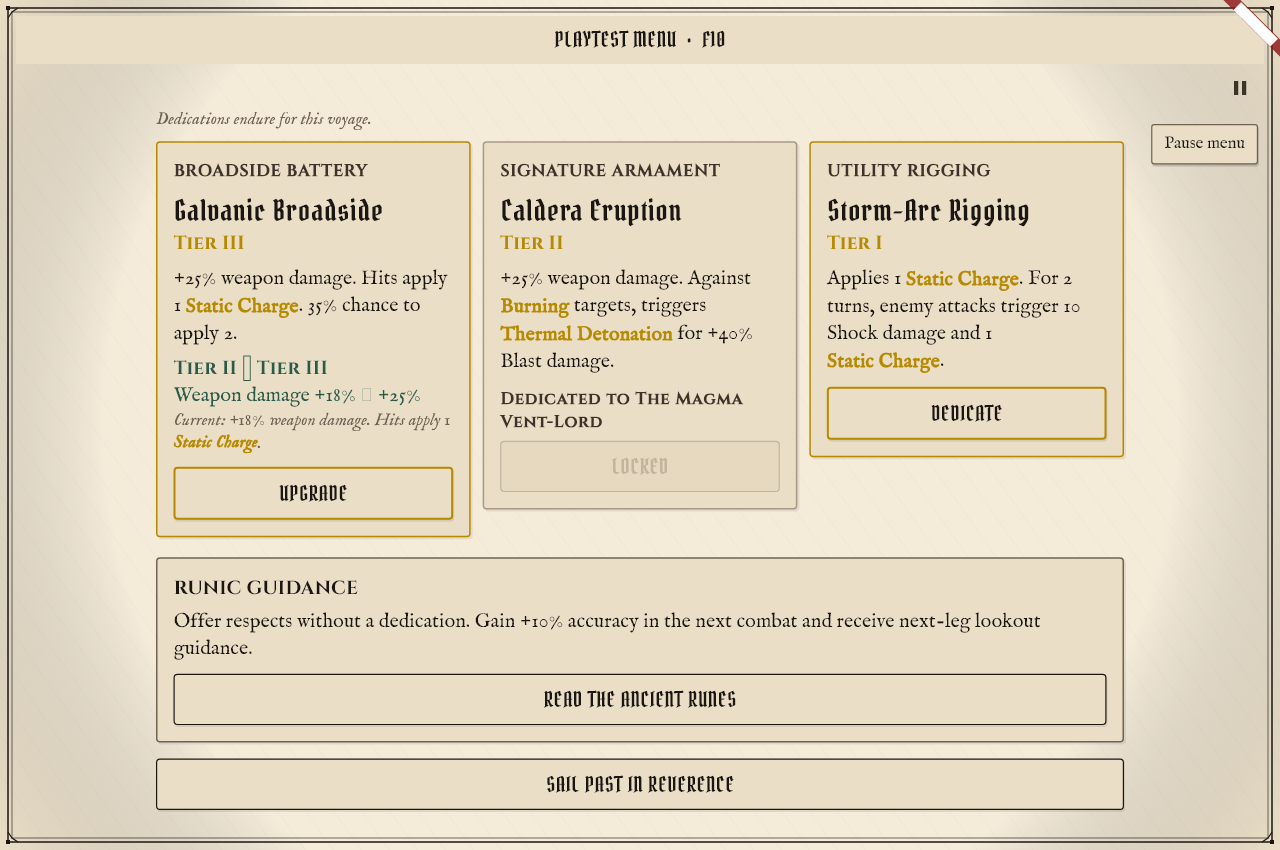 PLAYTEST MENU · F10
Dedications endure for this voyage.
Pause menu
BROADSIDE BATTERY
Galvanic Broadside
TIER III
+25% weapon damage. Hits apply
1 Static Charge. 35% chance to
apply 2.
TIER II □ TIER III
Weapon damage +18% □ +25%
Current: +18% weapon damage. Hits apply 1
Static Charge.
UPGRADE
SIGNATURE ARMAMENT
Caldera Eruption
TIER II
+25% weapon damage. Against
Burning targets, triggers
Thermal Detonation for +40%
Blast damage.
DEDICATED TO THE MAGMA
VENT-LORD
LOCKED
UTILITY RIGGING
Storm-Arc Rigging
TIER I
Applies 1 Static Charge. For 2
turns, enemy attacks trigger 10
Shock damage and 1
Static Charge.
DEDICATE
RUNIC GUIDANCE
Offer respects without a dedication. Gain +10% accuracy in the next combat and receive next-leg lookout
guidance.
READ THE ANCIENT RUNES
SAIL PAST IN REVERENCE